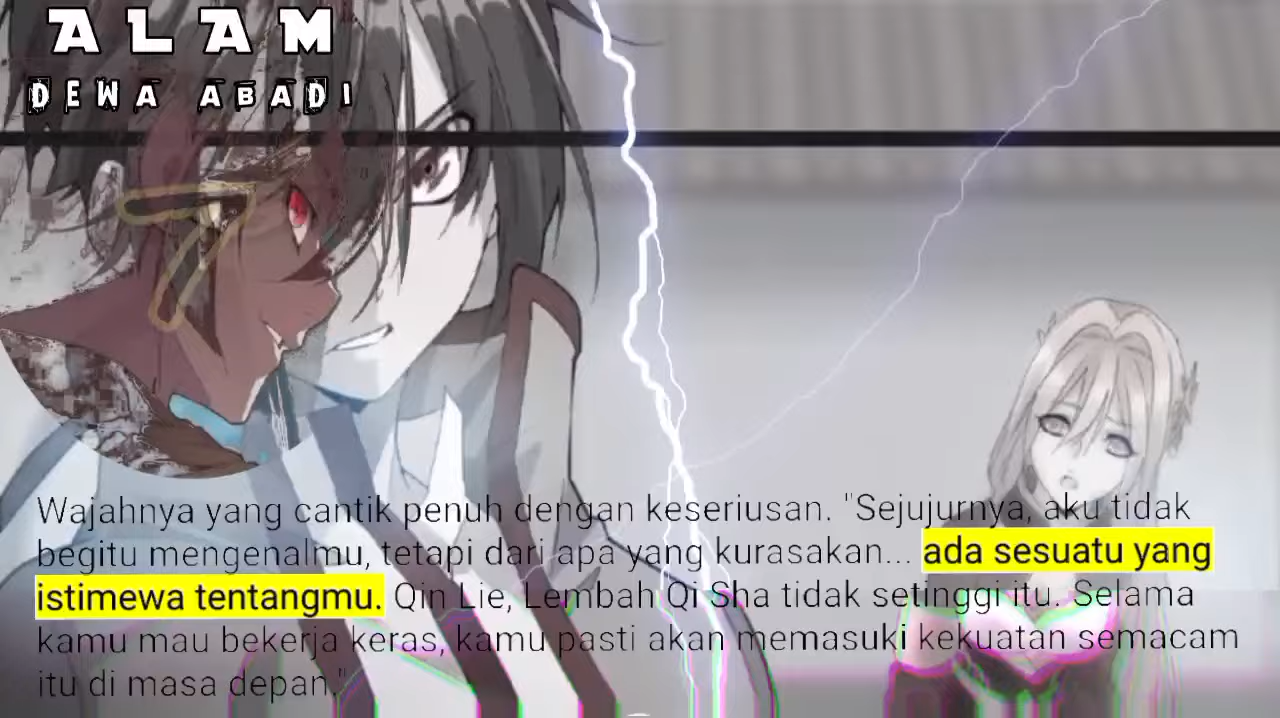 ALAM
DEWA ABADI
Wajahnya yang cantik penuh dengan keseriusan. "Sejujurnya, aku tidak
begitu mengenalmu, tetapi dari apa yang kurasakan... ada sesuatu yang
istimewa tentangmu. Qin Lie, Lembah Qi Sha tidak setinggi itu. Selama
kamu mau bekerja keras, kamu pasti akan memasuki kekuatan semacam
itu di masa depan."